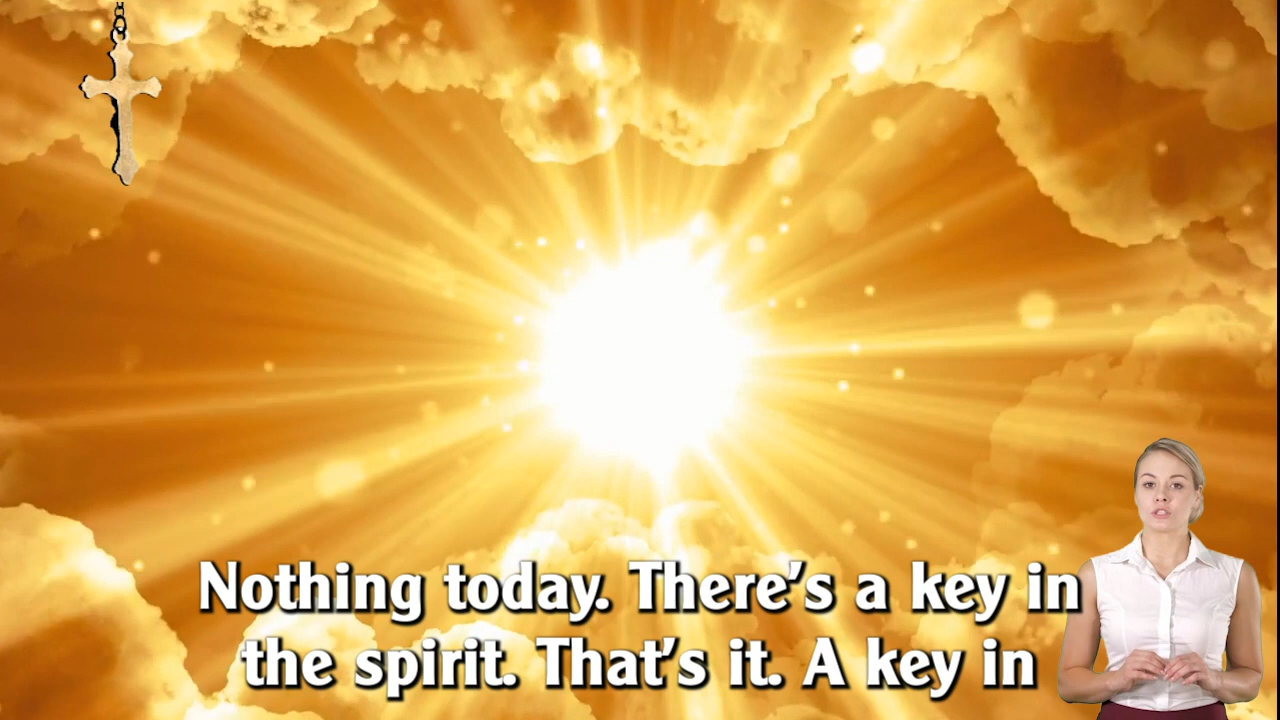 Nothing today. There's a key in
the spirit. That's it. A key in